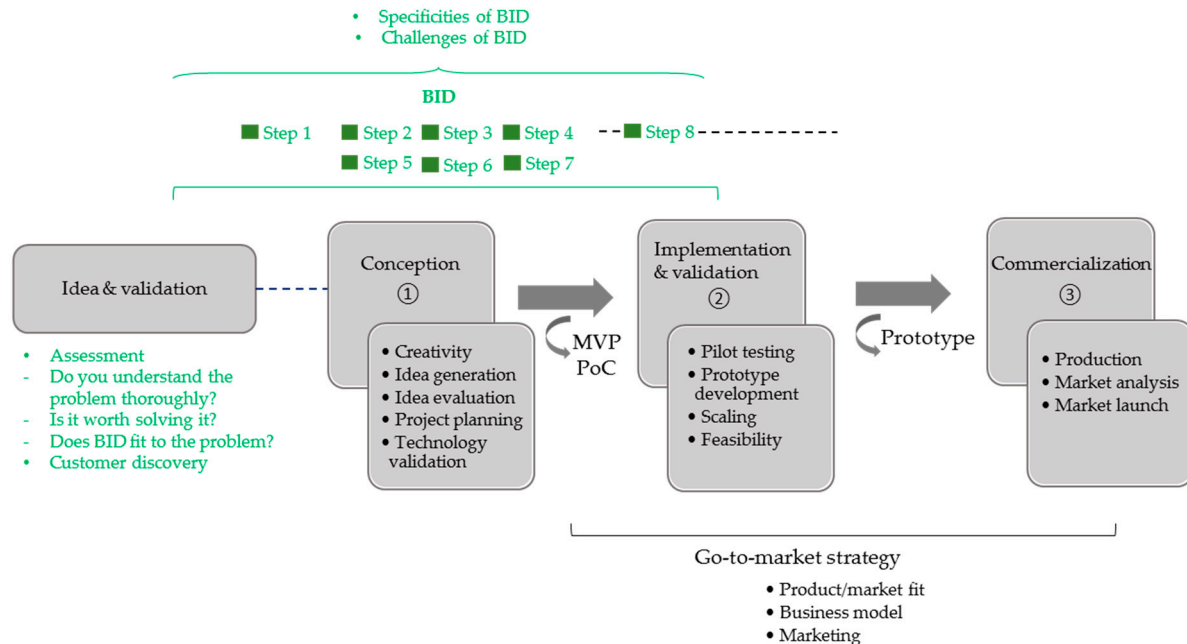 • Specificities of BID
• Challenges of BID
BID
Step 1
Step 2
Step 3
Step 4
Step 8
Step 5
Step 6
Step 7
Idea & validation
• Assessment
- Do you understand the
problem thoroughly?
- Is it worth solving it?
- Does BID fit to the problem?
• Customer discovery
Conception
①
• Creativity
• Idea generation
• Idea evaluation
• Project planning
• Technology
validation
MVP
PoC
Implementation
& validation
②
• Pilot testing
• Prototype
development
• Scaling
• Feasibility
Prototype
Commercialization
③
• Production
• Market analysis
• Market launch
Go-to-market strategy
• Product/market fit
• Business model
• Marketing